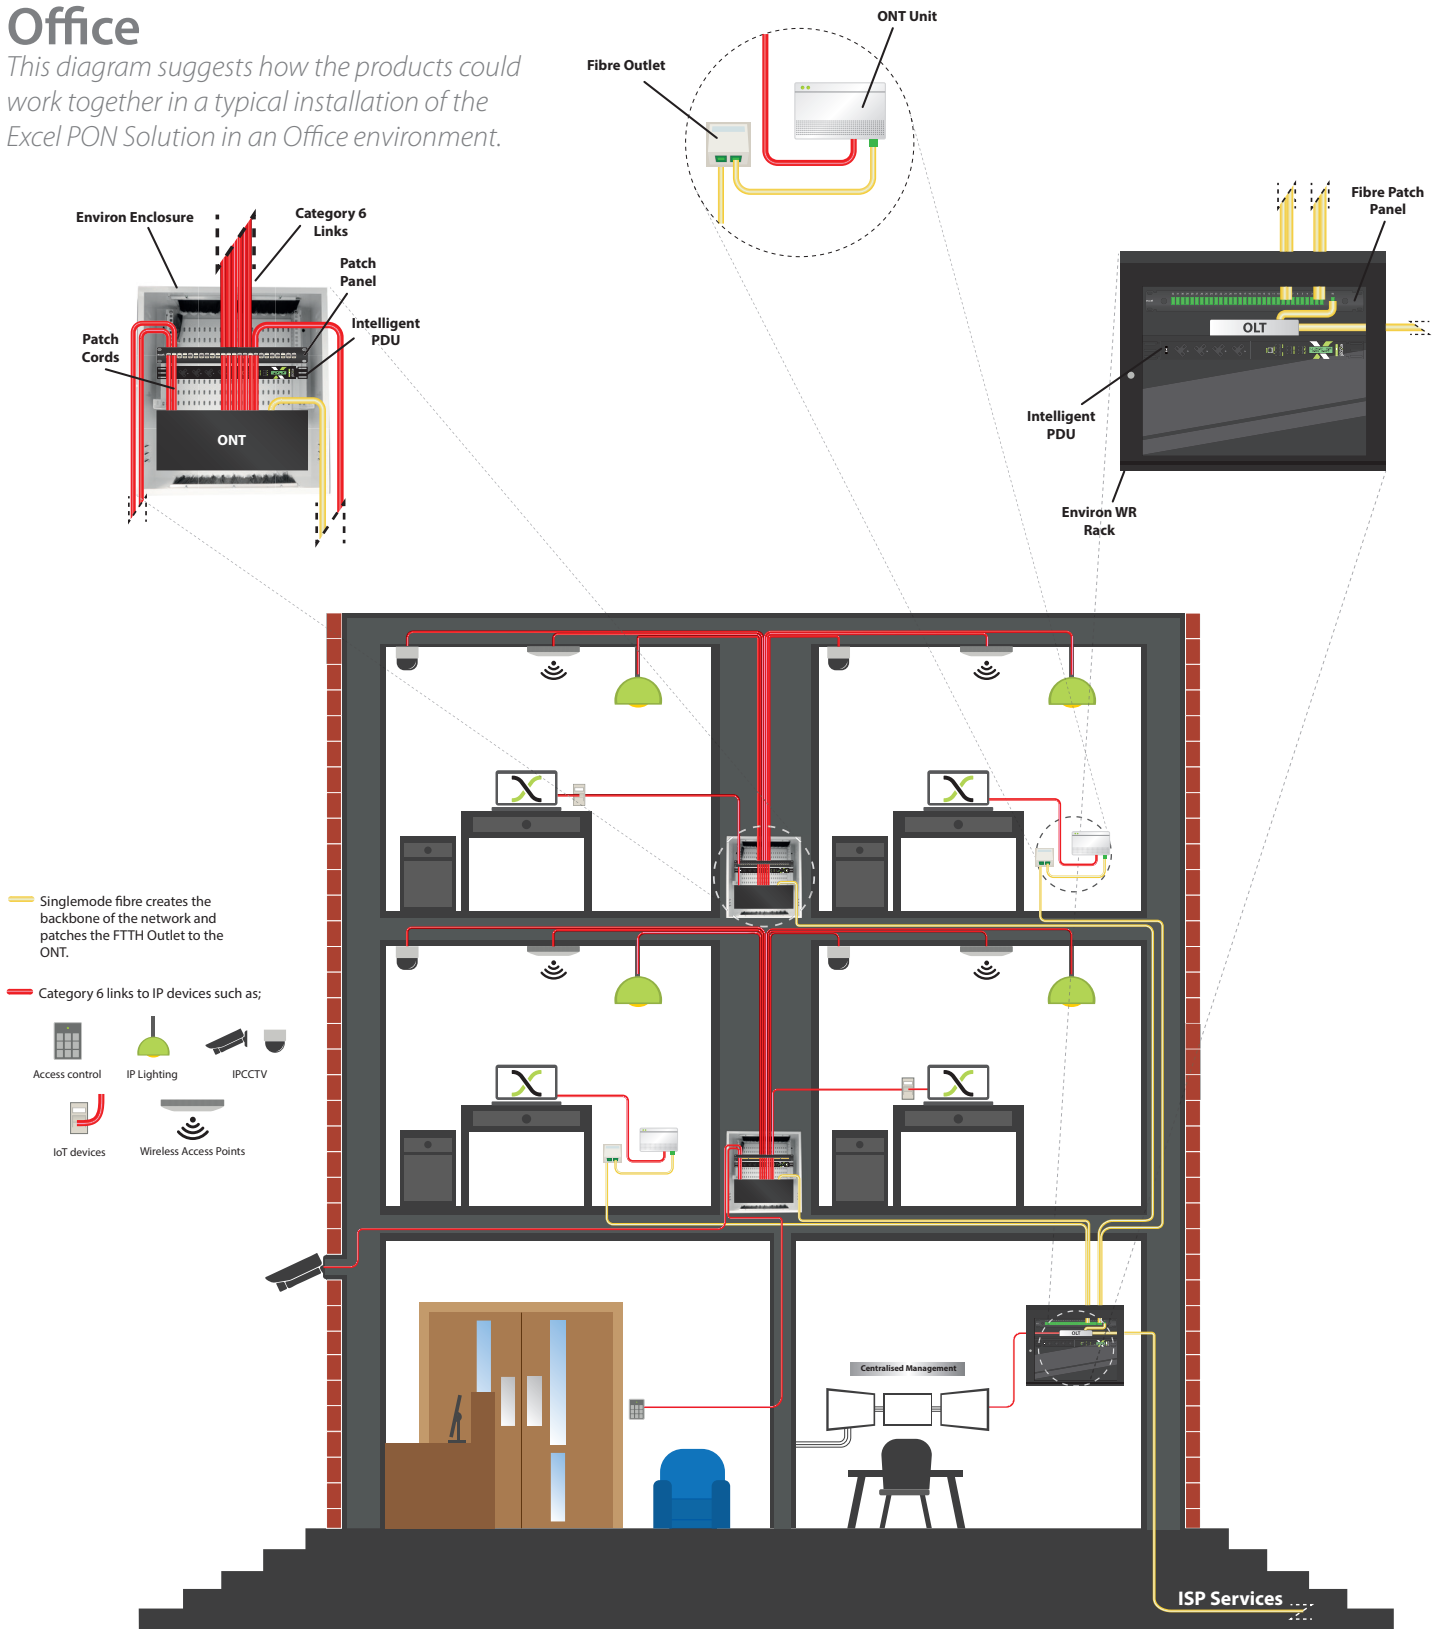 Office
This diagram suggests how the products could
work together in a typical installation of the
Excel PON Solution in an Office environment.
ONT Unit
Fibre Outlet
Environ Enclosure
Category 6
Links
Patch
Panel
Intelligent
PDU
Patch
Cords
ONT
Fibre Patch
Panel
OLT
Intelligent
PDU
Environ WR
Rack
Singlemode fibre creates the
backbone of the network and
patches the FTTH Outlet to the
ONT.
Category 6 links to IP devices such as;
Access control
IP Lighting
IPCCTV
IoT devices
Wireless Access Points
OLT
Centralised Management
ISP Services